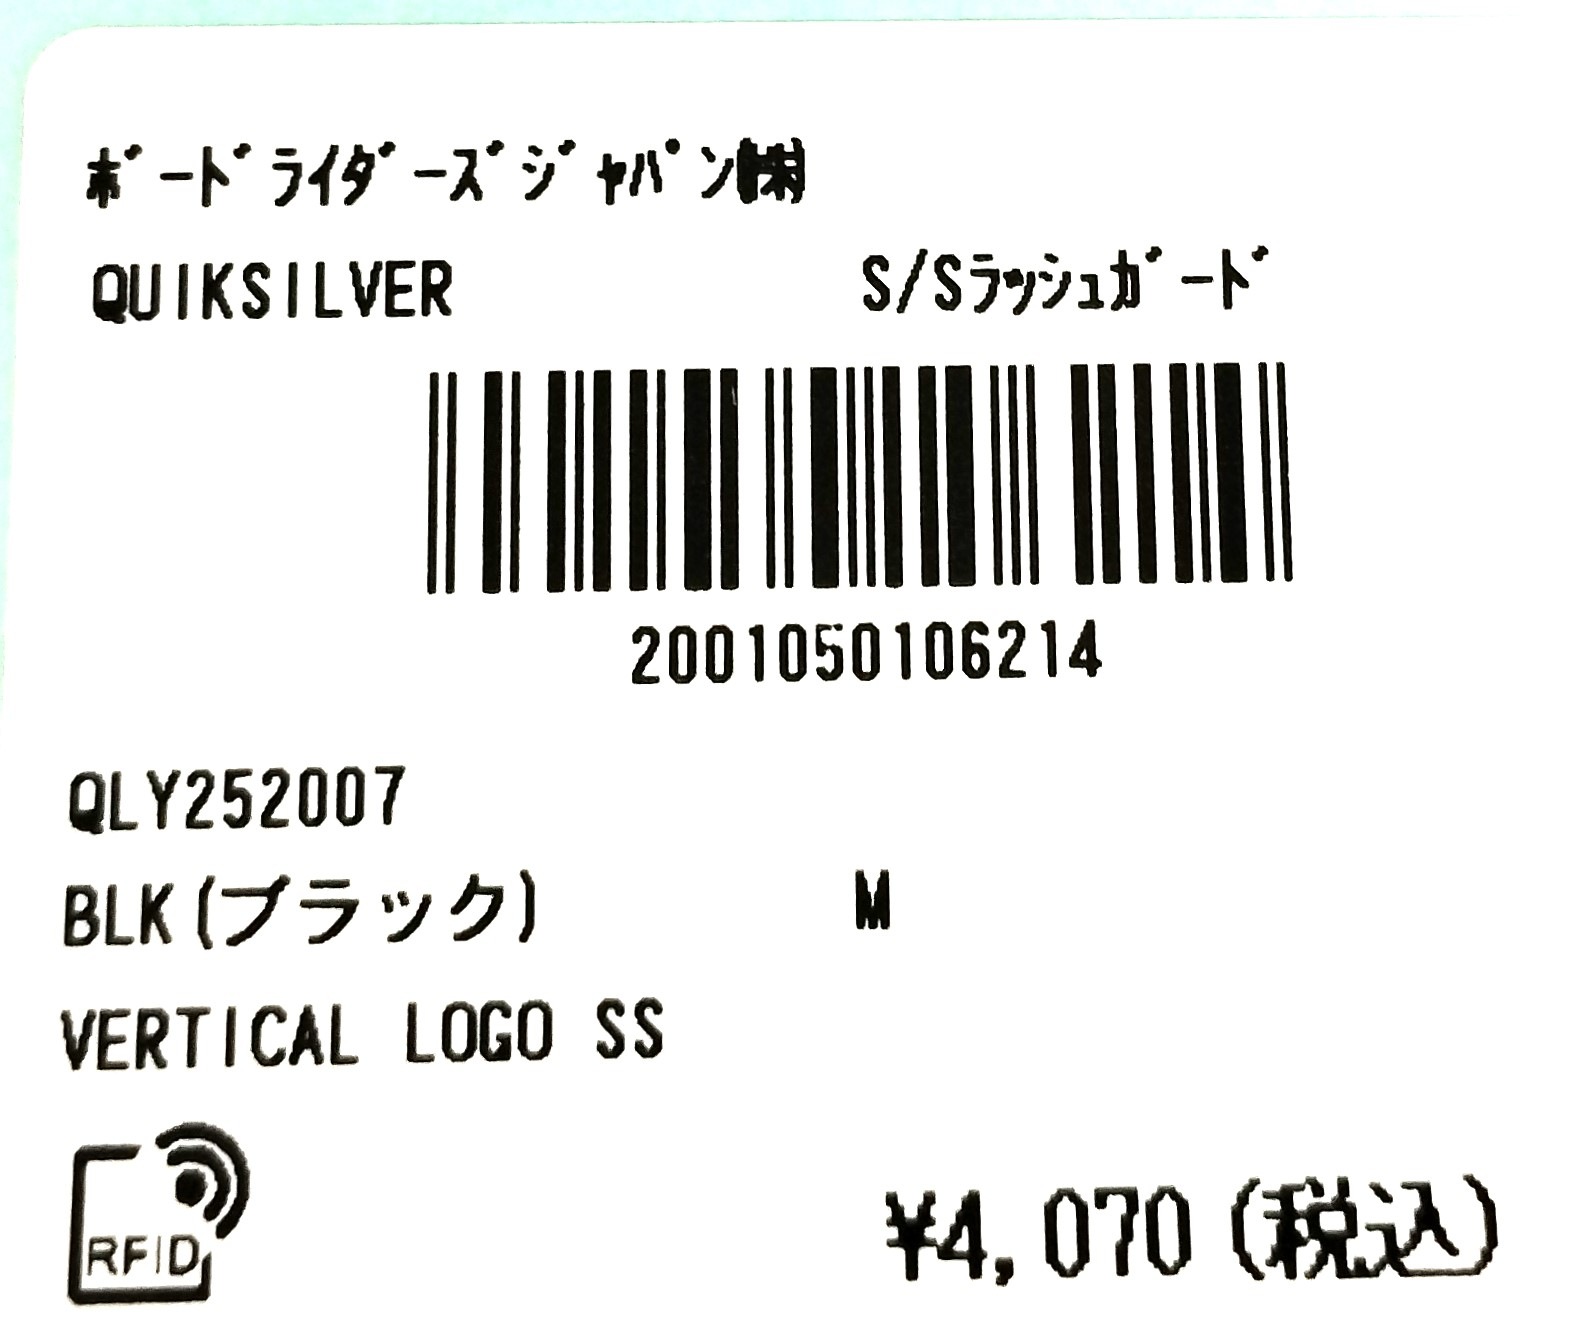 ボードライダーズジャパン㈱
QUIKSILVER S/Sラッシュガード
2001050106214
QLY252007
BLK(ブラック) M
VERTICAL LOGO SS
RFID
¥4,070(税込)